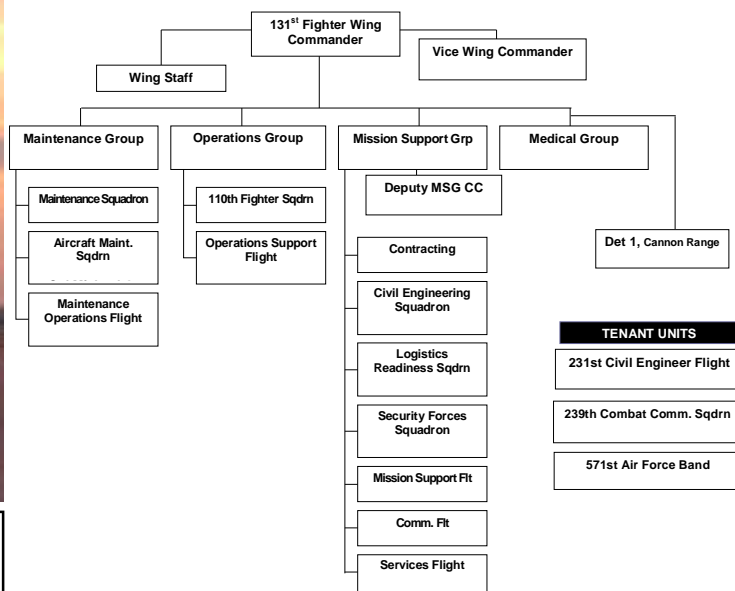 131st Fighter Wing
Commander
Vice Wing Commander
Wing Staff
Maintenance Group
Operations Group
Mission Support Grp
Medical Group
Deputy MSG CC
Maintenance Squadron
110th Fighter Sqdrn
Aircraft Maint.
Sqdrn
Operations Support
Flight
Contracting
Det 1, Cannon Range
Maintenance
Operations Flight
Civil Engineering
Squadron
TENANT UNITS
Logistics
Readiness Sqdrn
231st Civil Engineer Flight
Security Forces
Squadron
239th Combat Comm. Sqdrn
Mission Support Flt
571st Air Force Band
Comm. Flt
Services Flight